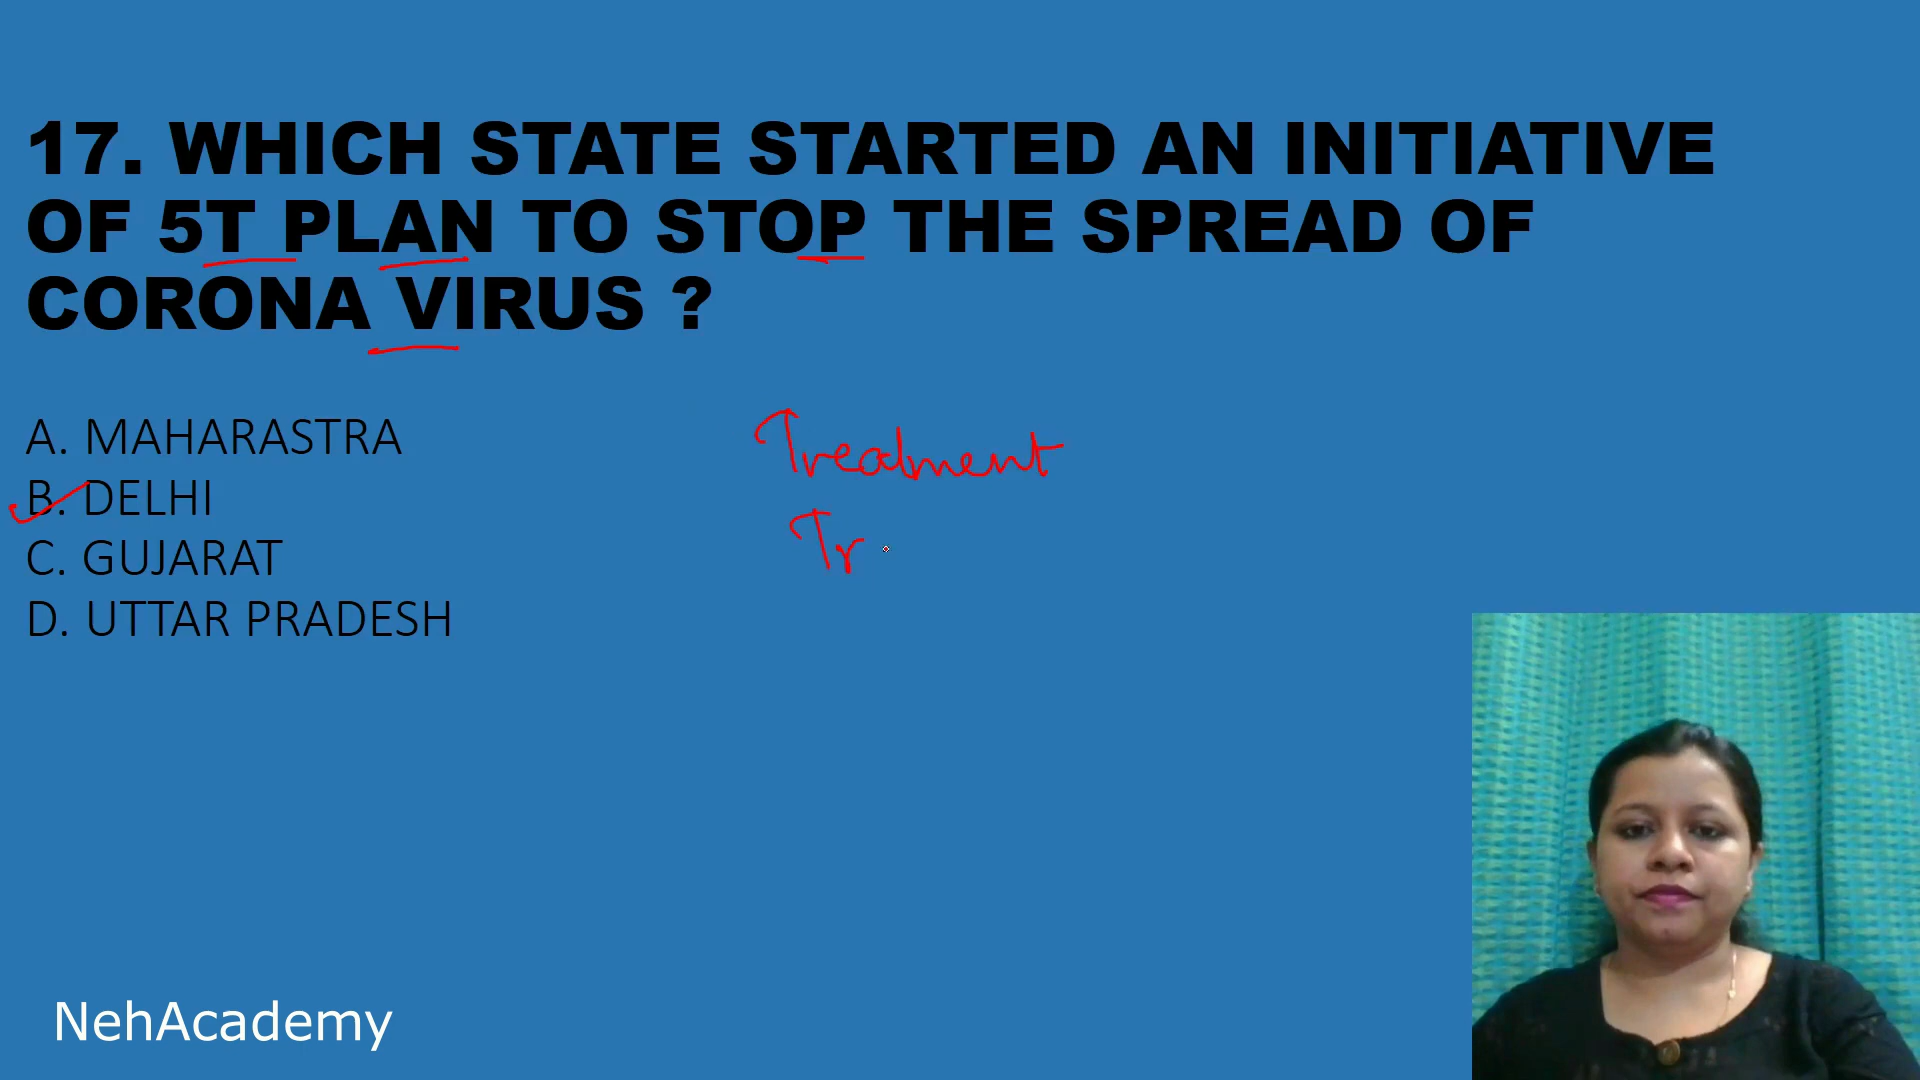 17. WHICH STATE STARTED AN INITIATIVE
OF 5T PLAN TO STOP THE SPREAD OF
CORONA VIRUS ?
A. MAHARASTRA
B. DELHI
C. GUJARAT
D. UTTAR PRADESH
Treatment
Tr
NehAcademy